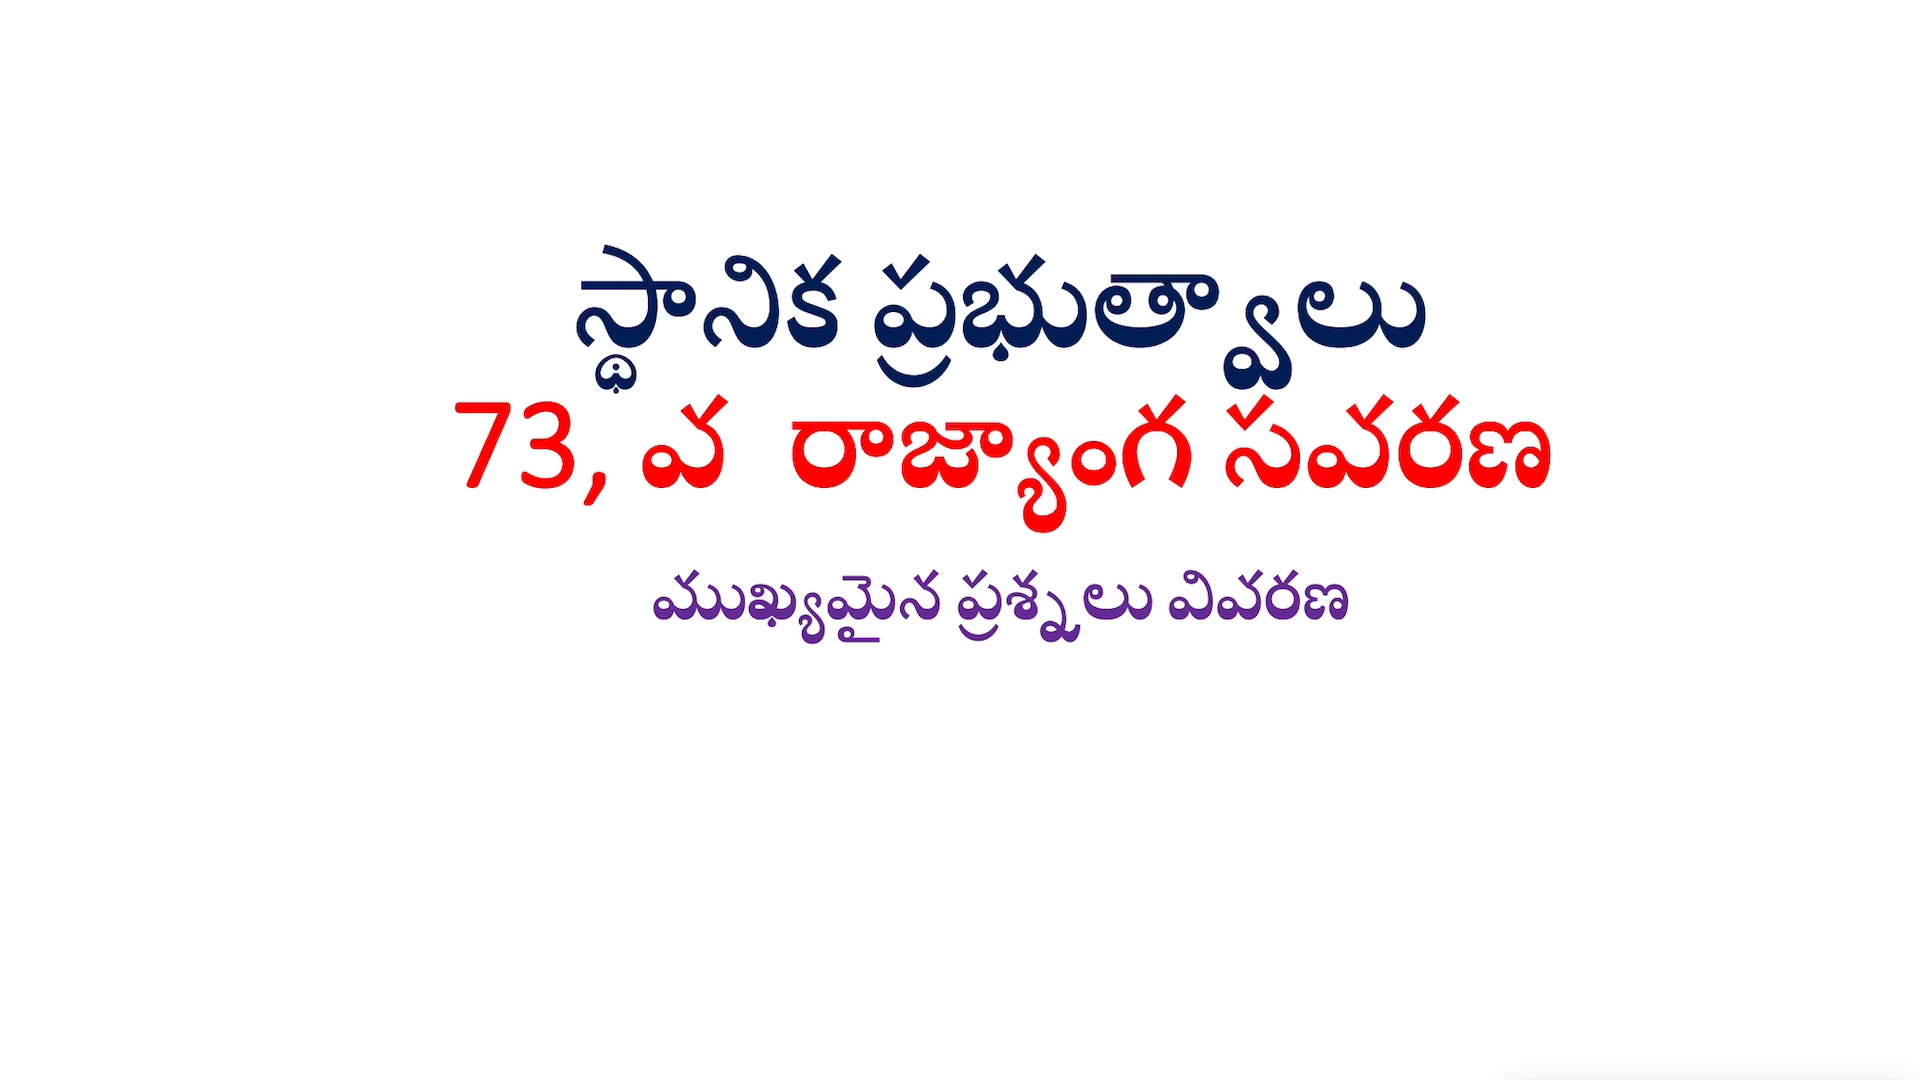 స్థానిక ప్రభుత్వాలు
73, వ రాజ్యాంగ సవరణ
ముఖ్యమైన ప్రశ్నలు వివరణ